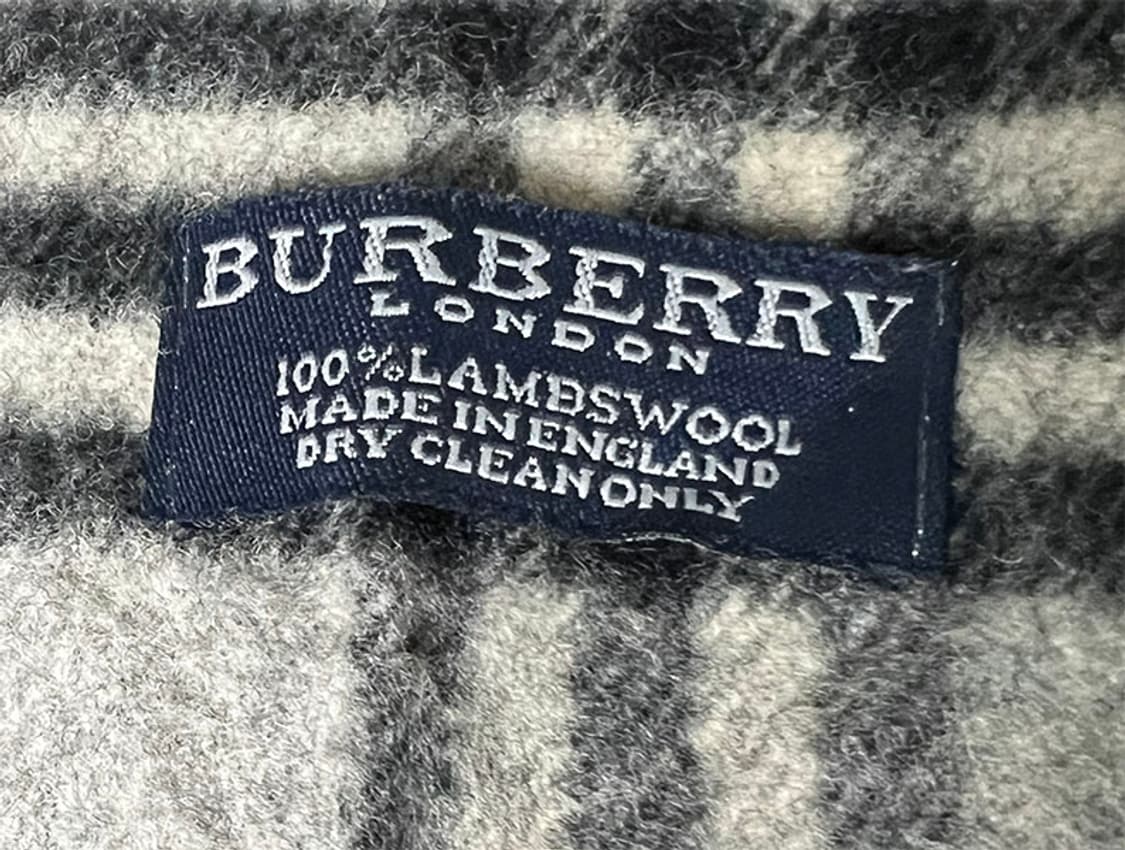 BURBERRY
LONDON
100% LAMBSWOOL
MADE IN ENGLAND
DRY CLEAN ONLY